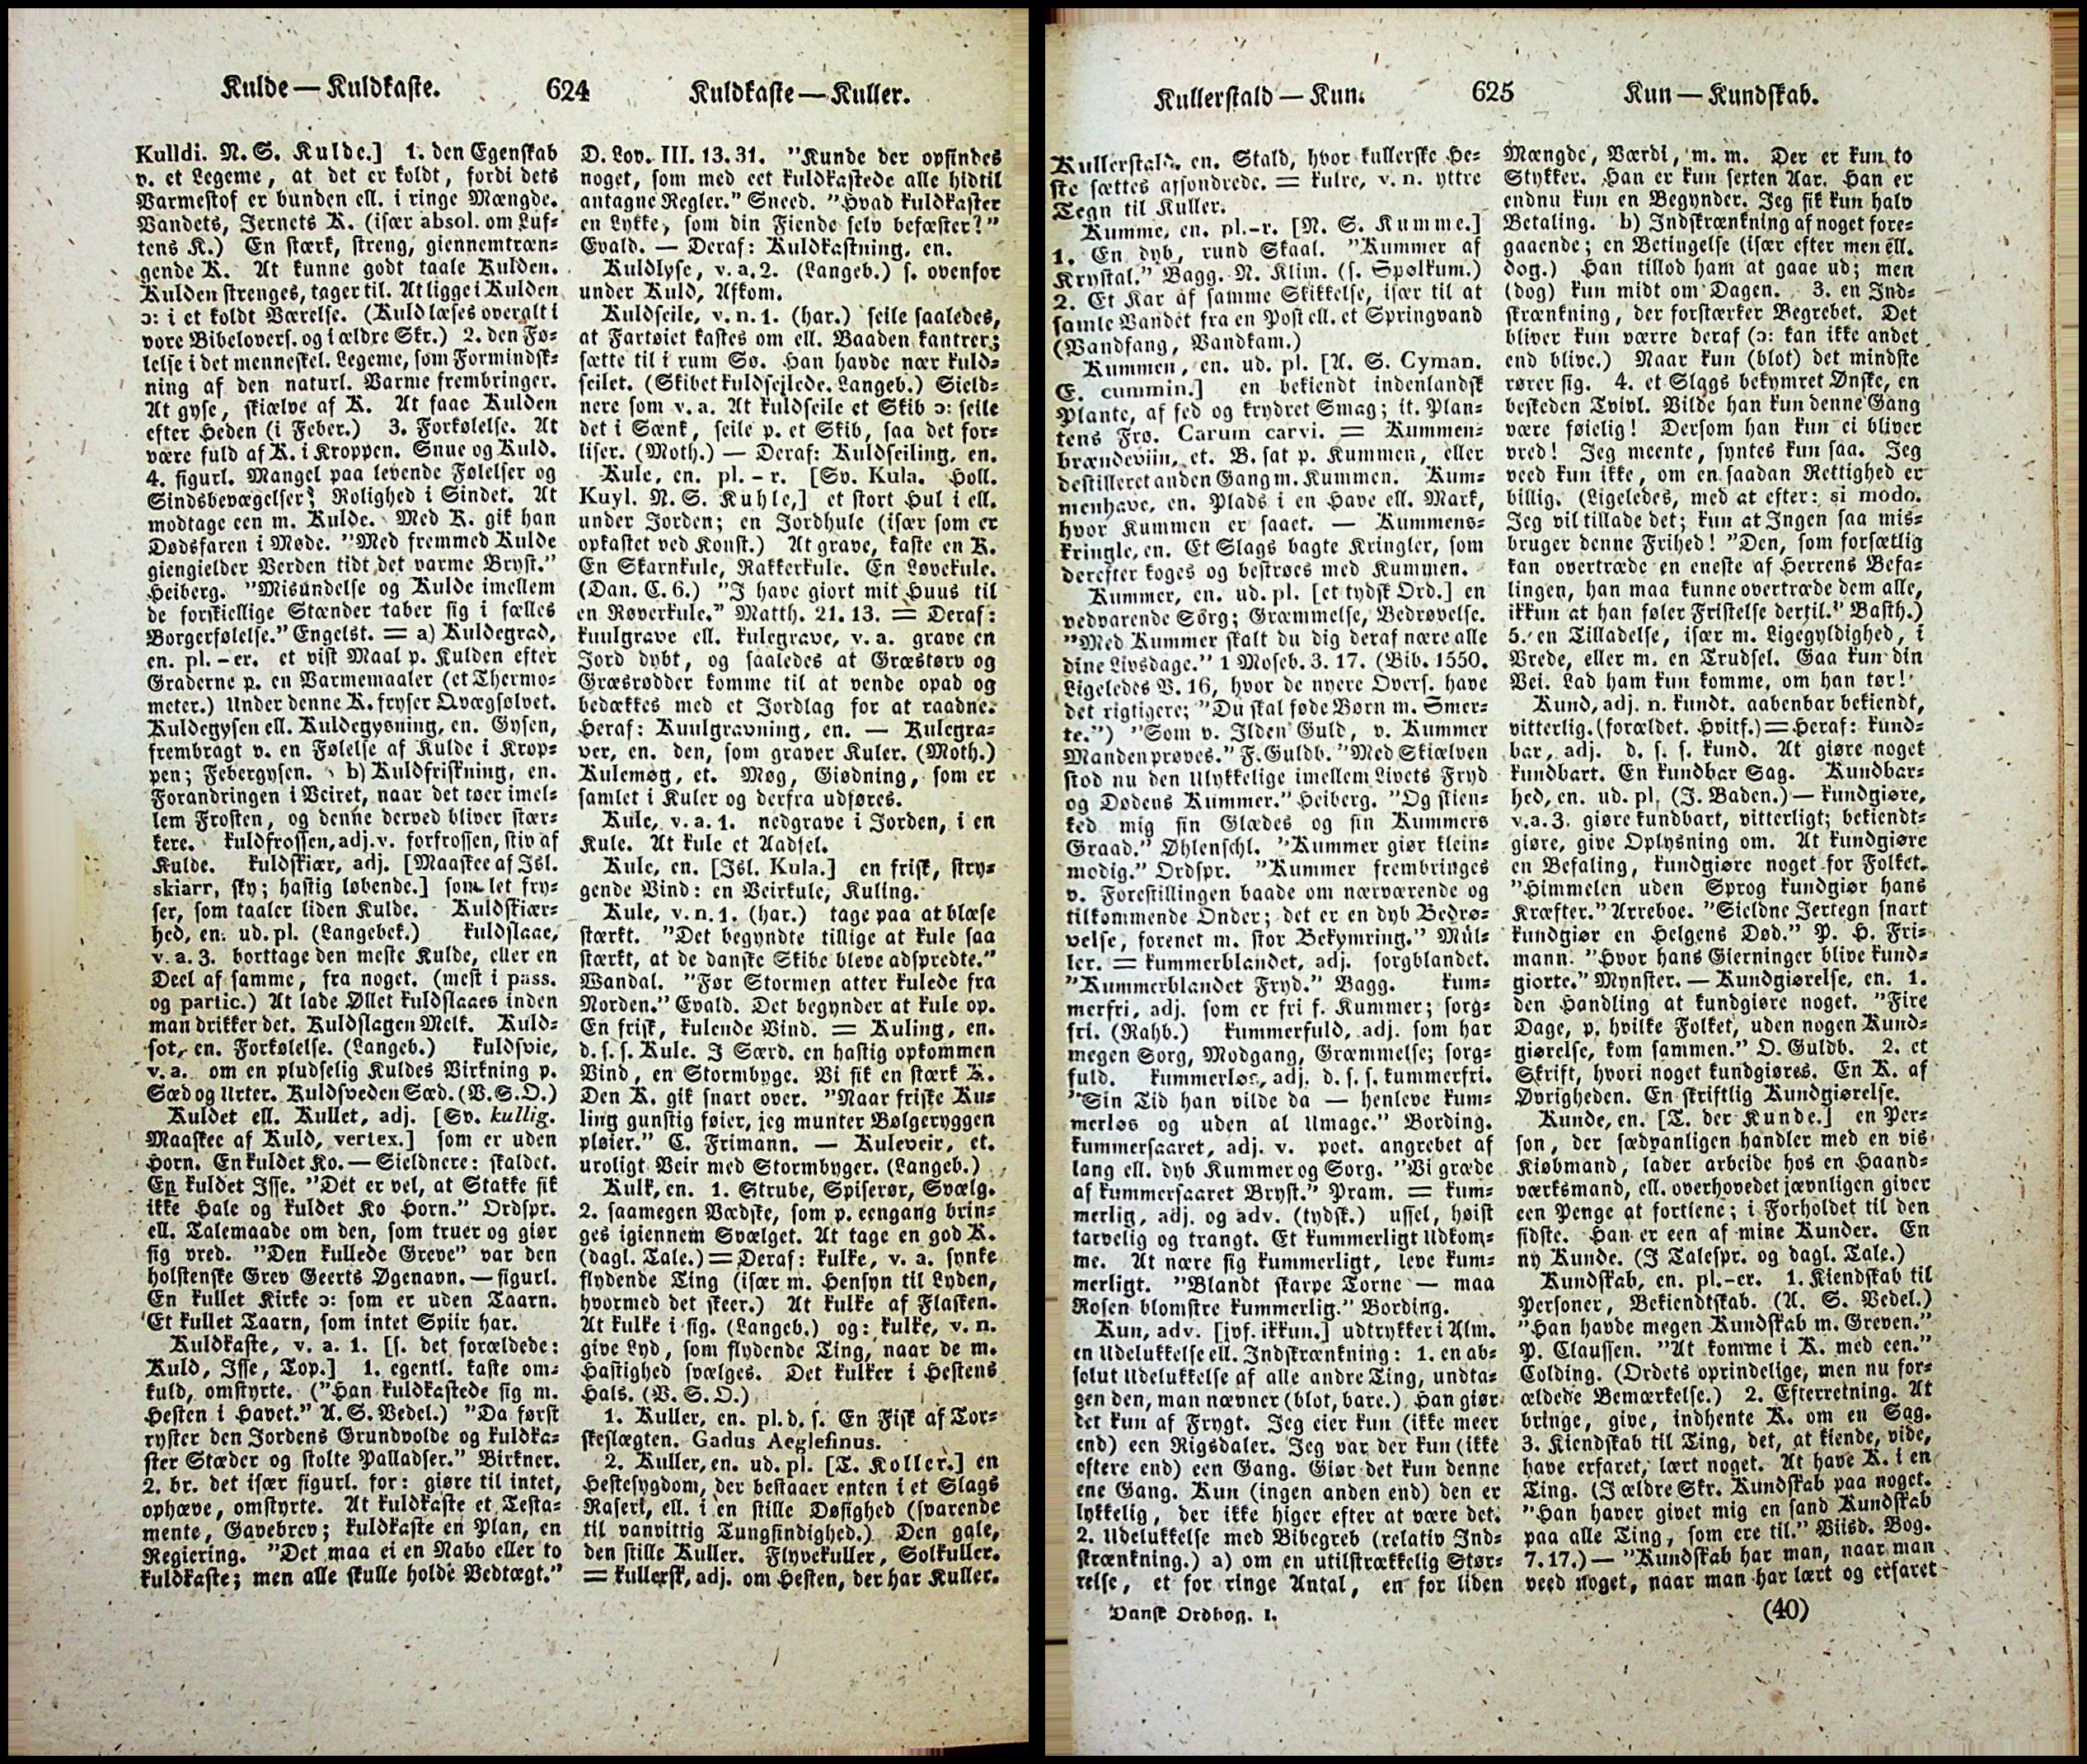 Kulde — Kuldkaste. 624 Kuldkaste — Kuller.
Kulldi. N. S. Kulde.] 1. den Egenskab
v. et Legeme, at det er koldt, fordi dets
Varmestof er bunden ell. i ringe Mængde.
Vandets, Jernets K. (især absol. om Luf-
tens K.) En stærk, streng, giennemtræn-
gende K. At kunne godt taale Kulden.
Kulden strenges, tager til. At ligge i Kulden
ɔ: i et koldt Værelse. (Kuld læses overalt i
vore Bibelovers. og i ældre Skr.) 2. den Fø-
lelse i det menneskel. Legeme, som Formindsk-
ning af den naturl. Varme frembringer.
At gyse, skiælve af K. At faae Kulden
efter Heden (i Feber.) 3. Forkølelse. At
være fuld af K. i Kroppen. Snue og Kuld.
4. figurl. Mangel paa levende Følelser og
Sindsbevægelser; Rolighed i Sindet. At
modtage een m. Kulde. Med K. gik han
Dødsfaren i Møde. "Med fremmed Kulde
giengielder Verden tidt det varme Bryst."
Heiberg. "Misundelse og Kulde imellem
de forskiellige Stænder taber sig i fælles
Borgerfølelse." Engelst. = a) Kuldegrad,
en. pl. -er. et vist Maal p. Kulden efter
Graderne p. en Varmemaaler (et Thermo-
meter.) Under denne K. fryser Qvægsølvet.
Kuldegysen ell. Kuldegysning, en. Gysen,
frembragt v. en Følelse af Kulde i Krop-
pen; Febergysen. b) Kuldfriskning, en.
Forandringen i Veiret, naar det tøer imel-
lem Frosten, og denne derved bliver stær-
kere. kuldfrossen, adj. v. forfrossen, stiv af
Kulde. kuldskiær, adj. [Maaskee af Isl.
skiarr, sky; hastig løbende.] som let fry-
ser, som taaler liden Kulde. Kuldskiær-
hed, en. ud. pl. (Langebek.) kuldslaae,
v. a. 3. borttage den meste Kulde, eller en
Deel af samme, fra noget. (mest i pass.
og partic.) At lade Øllet kuldslaaes inden
man drikker det. Kuldslagen Melk. Kuld-
sot, en. Forkølelse. (Langeb.) kuldsvie,
v. a. om en pludselig Kuldes Virkning p.
Sæd og Urter. Kuldsveden Sæd. (V. S. O.)
Kuldet ell. Kullet, adj. [Sv. kullig.
Maaskee af Kuld, vertex.] som er uden
Horn. En kuldet Ko. — Sieldnere: skaldet.
En kuldet Isse. "Det er vel, at Stakke fik
ikke Hale og kuldet Ko Horn." Ordspr.
ell. Talemaade om den, som truer og giør
sig vred. "Den kullede Greve" var den
holstenske Grev Geerts Øgenavn. — figurl.
En kullet Kirke ɔ: som er uden Taarn.
Et kullet Taarn, som intet Spiir har.
Kuldkaste, v. a. 1. [s. det forældede:
Kuld, Isse, Top.] 1. egentl. kaste om-
kuld, omstyrte. ("Han kuldkastede sig m.
Hesten i Havet." A. S. Vedel.) "Da først
ryster den Jordens Grundvolde og kuldka-
ster Stæder og stolte Palladser." Birkner.
2. br. det især figurl. for: giøre til intet,
ophæve, omstyrte. At kuldkaste et Testa-
mente, Gavebrev; kuldkaste en Plan, en
Regiering. "Det maa ei en Nabo eller to
kuldkaste; men alle skulle holde Vedtægt."
D. Lov. III. 13. 31. "Kunde der opfindes
noget, som med eet kuldkastede alle hidtil
antagne Regler." Sneed. "Hvad kuldkaster
en Lykke, som din Fiende selv befæster?"
Evald. — Deraf: Kuldkastning, en.
Kuldlyse, v. a. 2. (Langeb.) s. ovenfor
under Kuld, Afkom.
Kuldseile, v. n. 1. (har.) seile saaledes,
at Fartøiet kastes om ell. Baaden kantrer;
sætte til i rum Sø. Han havde nær kuld-
seilet. (Skibet kuldsejlede. Langeb.) Sield-
nere som v. a. At kuldseile et Skib ɔ: seile
det i Sænk, seile p. et Skib, saa det for-
liser. (Moth.) — Deraf: Kuldseiling, en.
Kule, en. pl. -r. [Sv. Kula. Holl.
Kuyl. N. S. Kuhle,] et stort Hul i ell.
under Jorden; en Jordhule (især som er
opkastet ved Konst.) At grave, kaste en K.
En Skarnkule, Rakkerkule. En Løvekule.
(Dan. C. 6.) "I have giort mit Huus til
en Røverkule." Matth. 21. 13. = Deraf:
kuulgrave ell. kulegrave, v. a. grave en
Jord dybt, og saaledes at Græstørv og
Græsrødder komme til at vende opad og
bedækkes med et Jordlag for at raadne.
Heraf: Kuulgravning, en. — Kulegra-
ver, en. den, som graver Kuler. (Moth.)
Kulemøg, et. Møg, Giødning, som er
samlet i Kuler og derfra udføres.
Kule, v. a. 1. nedgrave i Jorden, i en
Kule. At kule et Aadsel.
Kule, en. [Isl. Kula.] en frisk, stry-
gende Vind: en Veirkule, Kuling.
Kule, v. n. 1. (har.) tage paa at blæse
stærkt. "Det begyndte tillige at kule saa
stærkt, at de danske Skibe bleve adspredte."
Wandal. "Før Stormen atter kulede fra
Norden." Evald. Det begynder at kule op.
En frisk, kulende Vind. = Kuling, en.
d. s. s. Kule. I Særd. en hastig opkommen
Vind, en Stormbyge. Vi fik en stærk K.
Den K. gik snart over. "Naar friske Ku-
ling gunstig føier, jeg munter Bølgeryggen
pløier." C. Frimann. — Kuleveir, et.
uroligt Veir med Stormbyger. (Langeb.)
Kulk, en. 1. Strube, Spiserør, Svælg.
2. saamegen Vædske, som p. eengang brin-
ges igiennem Svælget. At tage en god K.
(dagl. Tale.) = Deraf: kulke, v. a. synke
flydende Ting (især m. Hensyn til Lyden,
hvormed det skeer.) At kulke af Flasken.
At kulke i sig. (Langeb.) og: kulke, v. n.
give Lyd, som flydende Ting, naar de m.
Hastighed svælges. Det kulker i Hestens
Hals. (V. S. O.)
1. Kuller, en. pl. d. s. En Fisk af Tor-
skeslægten. Gadus Aeglefinus.
2. Kuller, en. ud. pl. [T. Koller.] en
Hestesygdom, der bestaaer enten i et Slags
Raseri, ell. i en stille Døsighed (svarende
til vanvittig Tungsindighed.) Den gale,
den stille Kuller. Flyvekuller, Solkuller.
= kullersk, adj. om Hesten, der har Kuller.
Kullerstald — Kun. 625 Kun — Kundskab.
Kullerstald, en. Stald, hvor kullerske He-
ste sættes afsondrede. = kulre, v. n. yttre
Tegn til Kuller.
Kumme, en. pl. -r. [N. S. Kumme.]
1. En dyb, rund Skaal. "Kummer af
Krystal." Bagg. N. Klim. (s. Spølkum.)
2. Et Kar af samme Skikkelse, især til at
samle Vandet fra en Post ell. et Springvand
(Vandfang, Vandkam.)
Kummen, en. ud. pl. [A. S. Cyman.
E. cummin.] en bekiendt indenlandsk
Plante, af fed og krydret Smag; it. Plan-
tens Frø. Carum carvi. = Kummen-
brændeviin, et. B. sat p. Kummen, eller
destilleret anden Gang m. Kummen. Kum-
menhave, en. Plads i en Have ell. Mark,
hvor Kummen er saaet. — Kummens-
kringle, en. Et Slags bagte Kringler, som
derefter koges og bestrøes med Kummen.
Kummer, en. ud. pl. [et tydsk Ord.] en
vedvarende Sorg; Græmmelse, Bedrøvelse.
"Med Kummer skalt du dig deraf nære alle
dine Livsdage." 1 Moseb. 3. 17. (Bib. 1550.
Ligeledes V. 16, hvor de nyere Overs. have
det rigtigere; "Du skal føde Børn m. Smer-
te.") "Som v. Ilden Guld, v. Kummer
Manden prøves." F. Guldb. "Med Skiælven
stod nu den Ulykkelige imellem Livets Fryd
og Dødens Kummer." Heiberg. "Og skien-
ked mig sin Glædes og sin Kummers
Graad." Øhlenschl. "Kummer giør klein-
modig." Ordspr. "Kummer frembringes
v. Forestillingen baade om nærværende og
tilkommende Onder; det er en dyb Bedrø-
velse, forenet m. stor Bekymring." Mül-
ler. = kummerblandet, adj. sorgblandet.
"Kummerblandet Fryd." Bagg. kum-
merfri, adj. som er fri f. Kummer; sorg-
fri. (Rahb.) kummerfuld, adj. som har
megen Sorg, Modgang, Græmmelse; sorg-
fuld. kummerløs, adj. d. s. s. kummerfri.
"Sin Tid han vilde da — henleve kum-
merløs og uden al Umage." Bording.
kummersaaret, adj. v. poet. angrebet af
lang ell. dyb Kummer og Sorg. "Vi græde
af kummersaaret Bryst." Pram. = kum-
merlig, adj. og adv. (tydsk.) ussel, høist
tarvelig og trangt. Et kummerligt Udkom-
me. At nære sig kummerligt, leve kum-
merligt. "Blandt skarpe Torne — maa
Rosen blomstre kummerlig." Bording.
Kun, adv. [jvf. ikkun.] udtrykker i Alm.
en Udelukkelse ell. Indskrænkning: 1. en ab-
solut Udelukkelse af alle andre Ting, undta-
gen den, man nævner (blot, bare.) Han giør
det kun af Frygt. Jeg eier kun (ikke meer
end) een Rigsdaler. Jeg var der kun (ikke
oftere end) een Gang. Giør det kun denne
ene Gang. Kun (ingen anden end) den er
lykkelig, der ikke higer efter at være det.
2. Udelukkelse med Bibegreb (relativ Ind-
skrænkning.) a) om en utilstrækkelig Stør-
relse, et for ringe Antal, en for liden
Dansk Ordbog. I.
Mængde, Værdi, m. m. Der er kun to
Stykker. Han er kun sexten Aar. Han er
endnu kun en Begynder. Jeg fik kun halv
Betaling. b) Indskrænkning af noget fore-
gaaende; en Betingelse (især efter men ell.
dog.) Han tillod ham at gaae ud; men
(dog) kun midt om Dagen. 3. en Ind-
skrænkning, der forstærker Begrebet. Det
bliver kun værre deraf (ɔ: kan ikke andet
end blive.) Naar kun (blot) det mindste
rører sig. 4. et Slags bekymret Ønske, en
beskeden Tvivl. Vilde han kun denne Gang
være føielig! Dersom han kun ei bliver
vred! Jeg meente, syntes kun saa. Jeg
veed kun ikke, om en saadan Rettighed er
billig. (Ligeledes, med at efter: si modo.
Jeg vil tillade det; kun at Ingen saa mis-
bruger denne Frihed! "Den, som forsætlig
kan overtræde en eneste af Herrens Befa-
lingen, han maa kunne overtræde dem alle,
ikkun at han føler Fristelse dertil." Basth.)
5. en Tilladelse, især m. Ligegyldighed, i
Vrede, eller m. en Trudsel. Gaa kun din
Vei. Lad ham kun komme, om han tør!
Kund, adj. n. kundt. aabenbar bekiendt,
vitterlig. (forældet. Hvitf.) = Heraf: kund-
bar, adj. d. s. s. kund. At giøre noget
kundbart. En kundbar Sag. Kundbar-
hed, en. ud. pl. (J. Baden.) — kundgiøre,
v. a. 3. giøre kundbart, vitterligt; bekiendt-
giøre, give Oplysning om. At kundgiøre
en Befaling, kundgiøre noget for Folket.
"Himmelen uden Sprog kundgiør hans
Kræfter." Arreboe. "Sieldne Jertegn snart
kundgiør en Helgens Død." P. H. Fri-
mann. "Hvor hans Gierninger blive kund-
giorte." Mynster. — Kundgiørelse, en. 1.
den Handling at kundgiøre noget. "Fire
Dage, p. hvilke Folket, uden nogen Kund-
giørelse, kom sammen." O. Guldb. 2. et
Skrift, hvori noget kundgiøres. En K. af
Øvrigheden. En skriftlig Kundgiørelse.
Kunde, en. [T. der Kunde.] en Per-
son, der sædvanligen handler med en vis
Kiøbmand, lader arbeide hos en Haand-
værksmand, ell. overhovedet jævnligen giver
een Penge at fortiene; i Forholdet til den
sidste. Han er een af mine Kunder. En
ny Kunde. (I Talespr. og dagl. Tale.)
Kundskab, en. pl. -er. 1. Kiendskab til
Personer, Bekiendtskab. (A. S. Vedel.)
"Han havde megen Kundskab m. Greven."
P. Claussen. "At komme i K. med een."
Colding. (Ordets oprindelige, men nu for-
ældede Bemærkelse.) 2. Efterretning. At
bringe, give, indhente K. om en Sag.
3. Kiendskab til Ting, det, at kiende, vide,
have erfaret, lært noget. At have K. i en
Ting. (I ældre Skr. Kundskab paa noget.
"Han haver givet mig en sand Kundskab
paa alle Ting, som ere til." Viisd. Bog.
7. 17.) — "Kundskab har man, naar man
veed noget, naar man har lært og erfaret
(40)